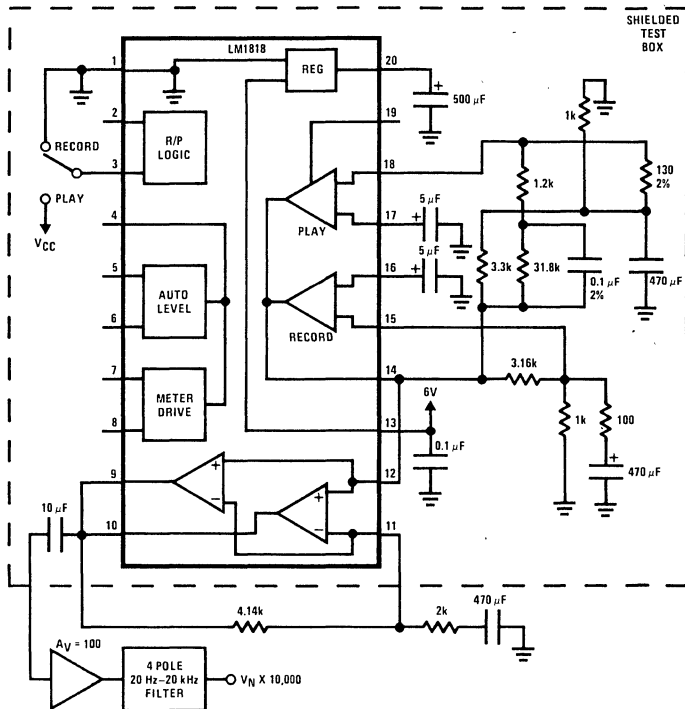 SHIELDED
TEST
BOX
LM1818
1
REG
20
+
500 µF
2
R/P
LOGIC
19
RECORD
3
18
1k
1.2k
130
2%
PLAY
VCC
4
PLAY
17
+
5 µF
5 µF
5
AUTO
LEVEL
16
+
3.3k
31.8k
0.1 µF
2%
470 µF
6
15
RECORD
7
METER
DRIVE
14
3.16k
8
13
6V
1k
100
0.1 µF
+
470 µF
9
+
−
12
10 µF
10
+
−
11
4.14k
2k
470 µF
AV = 100
4 POLE
20 Hz–20 kHz
FILTER
VN X 10,000